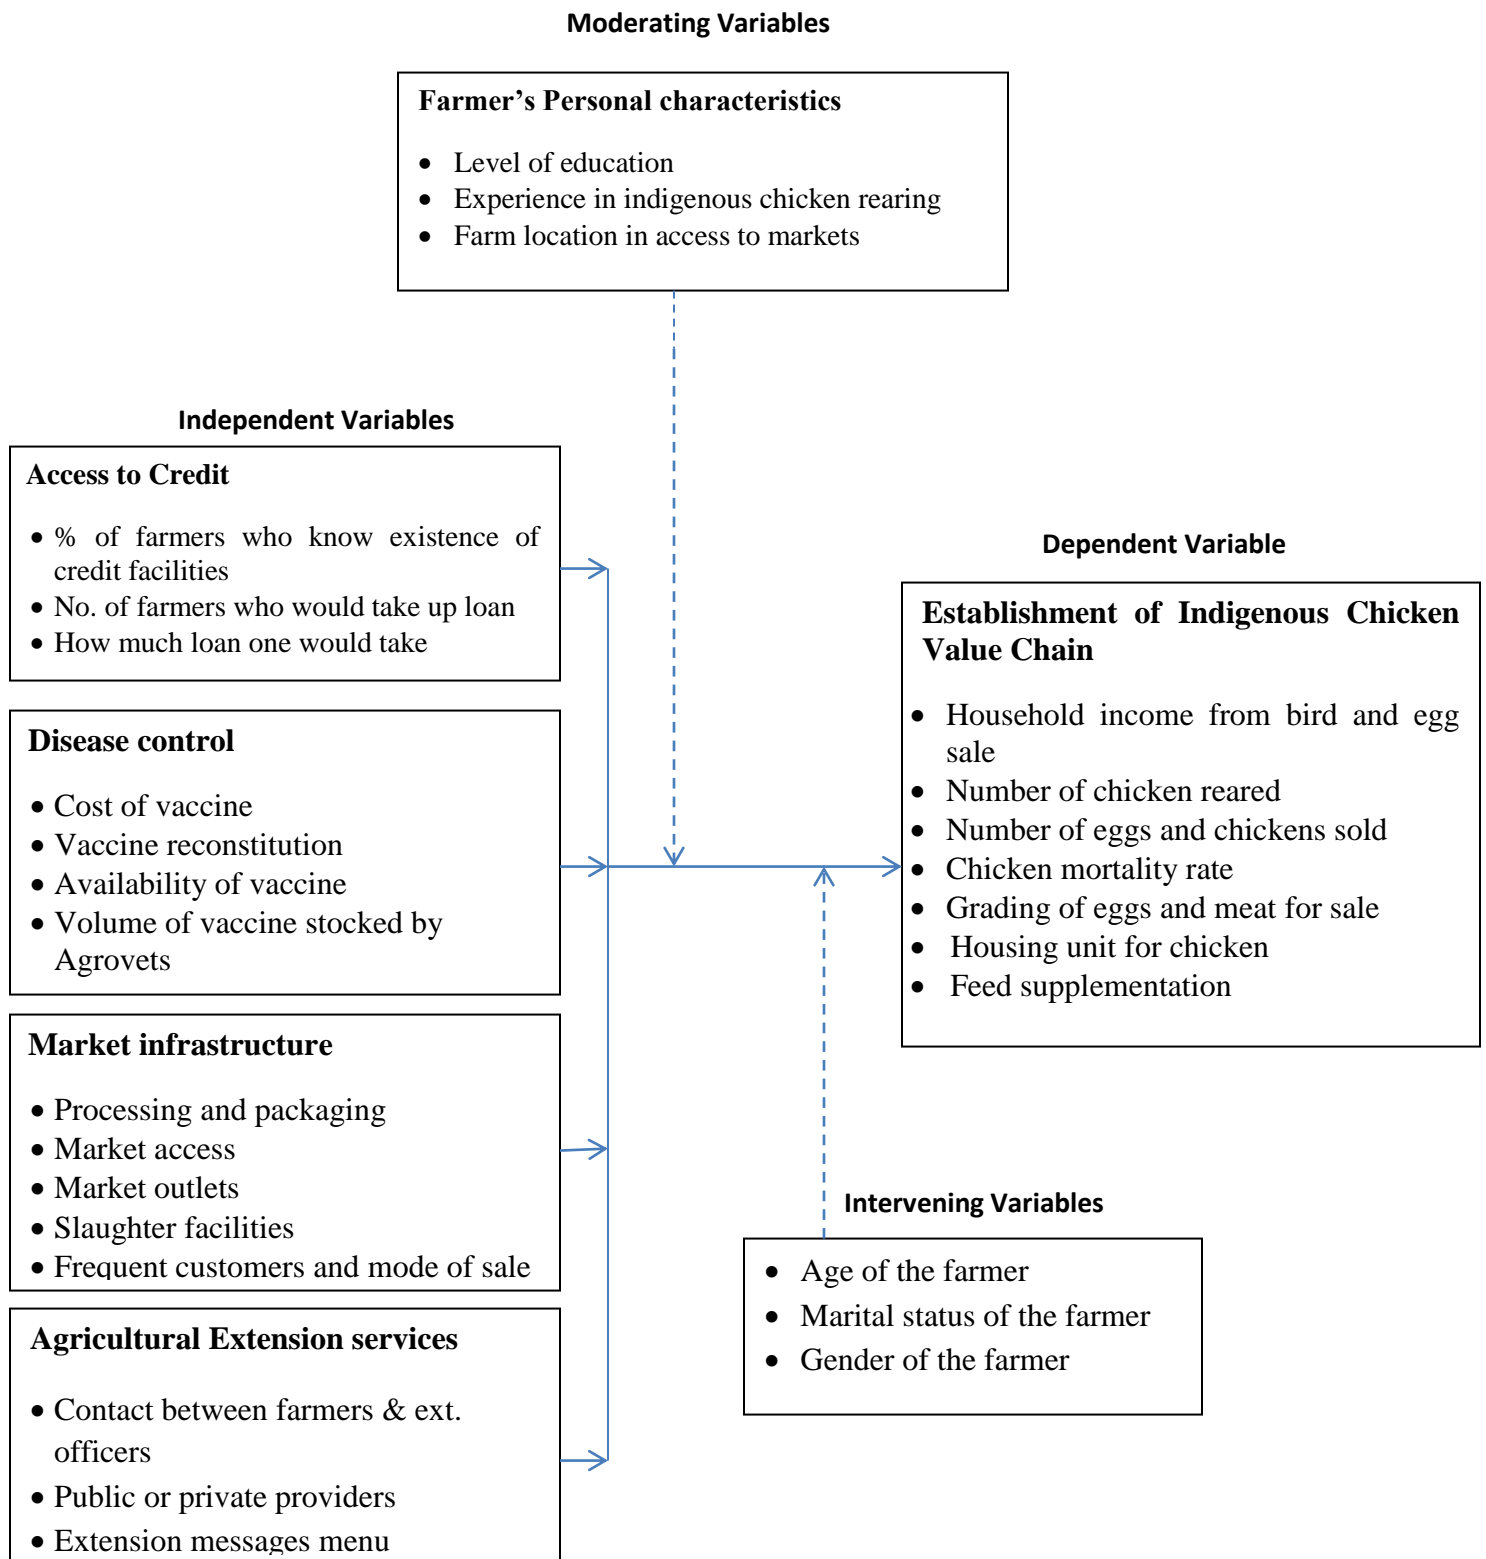 Moderating Variables
Farmer’s Personal characteristics
• Level of education
• Experience in indigenous chicken rearing
• Farm location in access to markets
Independent Variables
Access to Credit
• % of farmers who know existence of
credit facilities
• No. of farmers who would take up loan
• How much loan one would take
Disease control
• Cost of vaccine
• Vaccine reconstitution
• Availability of vaccine
• Volume of vaccine stocked by
Agrovets
Market infrastructure
• Processing and packaging
• Market access
• Market outlets
• Slaughter facilities
• Frequent customers and mode of sale
Agricultural Extension services
• Contact between farmers & ext.
officers
• Public or private providers
• Extension messages menu
Dependent Variable
Establishment of Indigenous Chicken
Value Chain
• Household income from bird and egg
sale
• Number of chicken reared
• Number of eggs and chickens sold
• Chicken mortality rate
• Grading of eggs and meat for sale
• Housing unit for chicken
• Feed supplementation
Intervening Variables
• Age of the farmer
• Marital status of the farmer
• Gender of the farmer